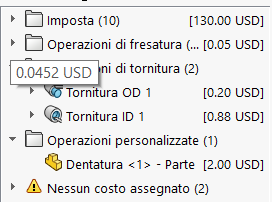 Imposta (10) [130.00 USD]
Operazioni di fresatura (... [0.05 USD]
0.0452 USD
oni di tornitura (2)
Tornitura OD 1 [0.20 USD]
Tornitura ID 1 [0.88 USD]
Operazioni personalizzate (1)
Dentatura <1> - Parte [2.00 USD]
Nessun costo assegnato (2)